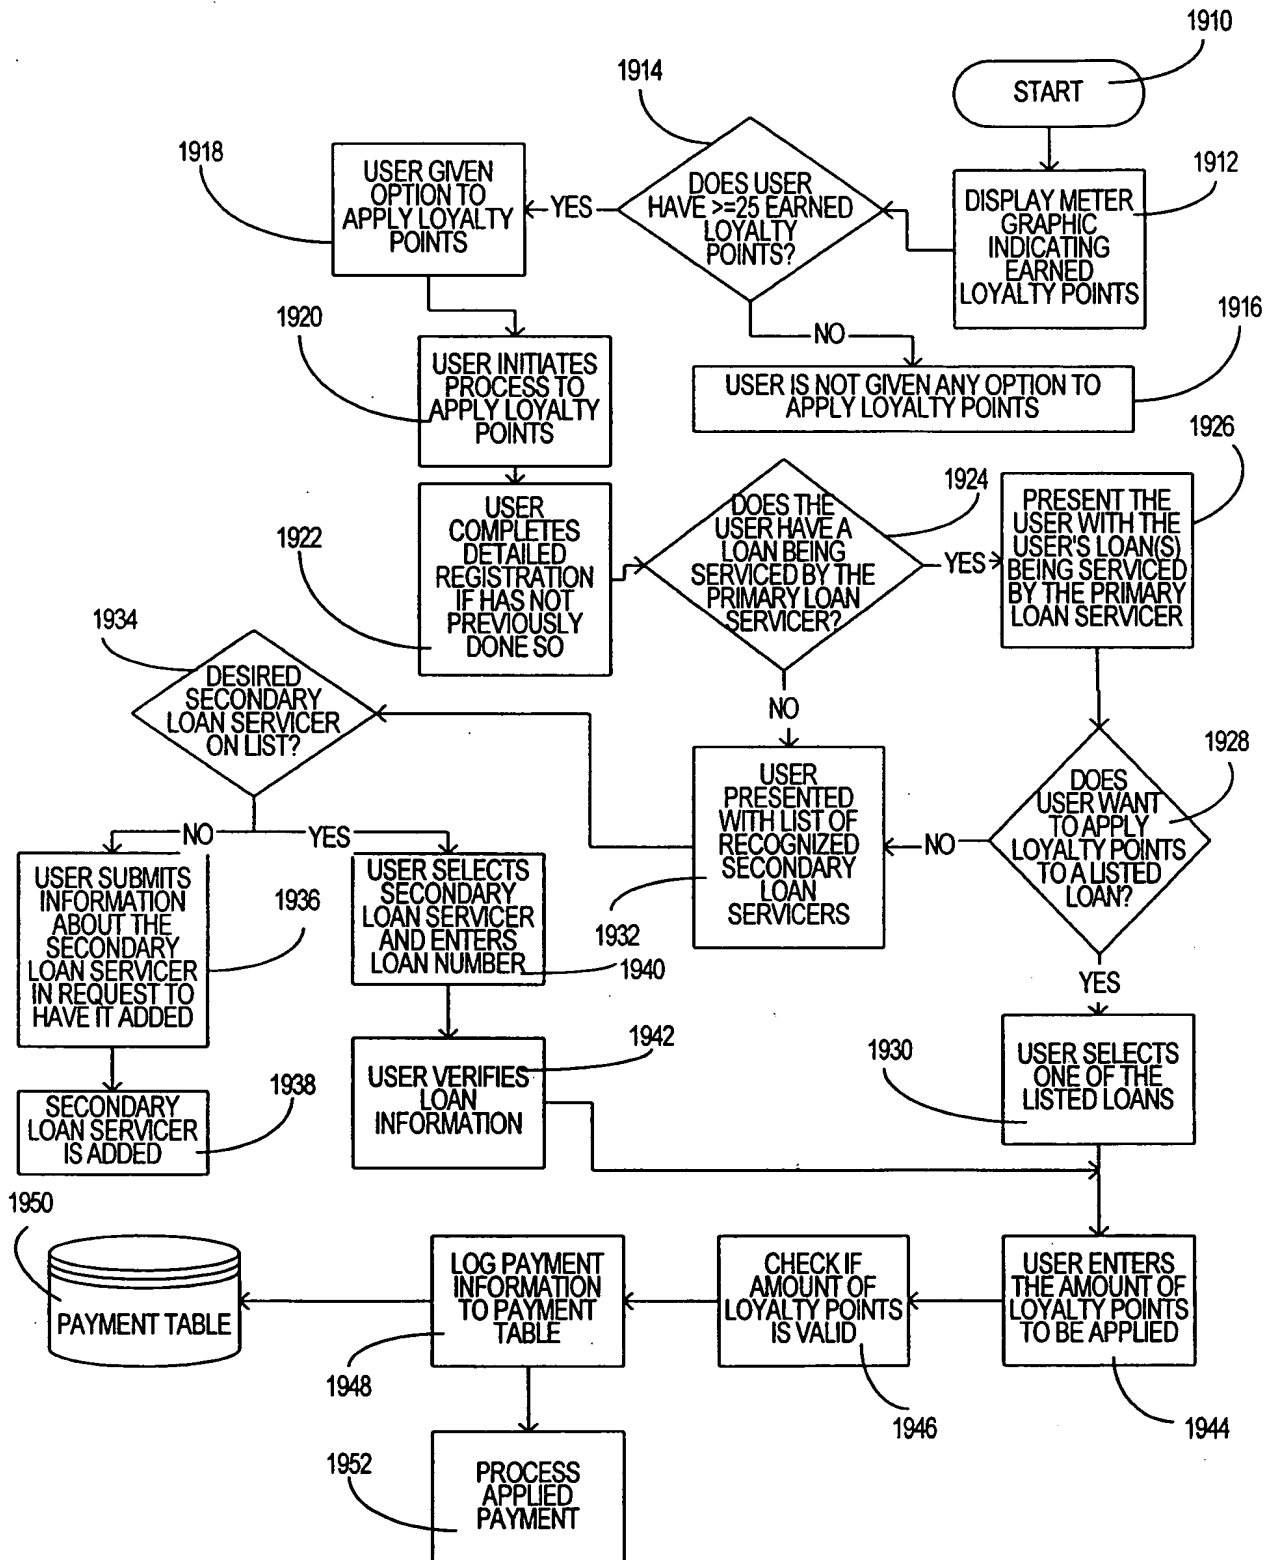 1910
START
1912
DISPLAY METER
GRAPHIC
INDICATING
EARNED
LOYALTY POINTS
1914
DOES USER
HAVE >=25 EARNED
LOYALTY
POINTS?
YES
NO
1916
USER IS NOT GIVEN ANY OPTION TO
APPLY LOYALTY POINTS
1918
USER GIVEN
OPTION TO
APPLY LOYALTY
POINTS
1920
USER INITIATES
PROCESS TO
APPLY LOYALTY
POINTS
1922
USER
COMPLETES
DETAILED
REGISTRATION
IF HAS NOT
PREVIOUSLY
DONE SO
1924
DOES THE
USER HAVE A
LOAN BEING
SERVICED BY THE
PRIMARY LOAN
SERVICER?
YES
NO
1926
PRESENT THE
USER WITH THE
USER'S LOAN(S)
BEING SERVICED
BY THE PRIMARY
LOAN SERVICER
1928
DOES
USER WANT
TO APPLY
LOYALTY POINTS
TO A LISTED
LOAN?
NO
YES
1930
USER SELECTS
ONE OF THE
LISTED LOANS
1932
USER
PRESENTED
WITH LIST OF
RECOGNIZED
SECONDARY
LOAN
SERVICERS
1934
DESIRED
SECONDARY
LOAN SERVICER
ON LIST?
NO
YES
1936
USER SUBMITS
INFORMATION
ABOUT THE
SECONDARY
LOAN SERVICER
IN REQUEST TO
HAVE IT ADDED
1938
SECONDARY
LOAN SERVICER
IS ADDED
1940
USER SELECTS
SECONDARY
LOAN SERVICER
AND ENTERS
LOAN NUMBER
1942
USER VERIFIES
LOAN
INFORMATION
1944
USER ENTERS
THE AMOUNT OF
LOYALTY POINTS
TO BE APPLIED
1946
CHECK IF
AMOUNT OF
LOYALTY POINTS
IS VALID
1948
LOG PAYMENT
INFORMATION
TO PAYMENT
TABLE
1950
PAYMENT TABLE
1952
PROCESS
APPLIED
PAYMENT